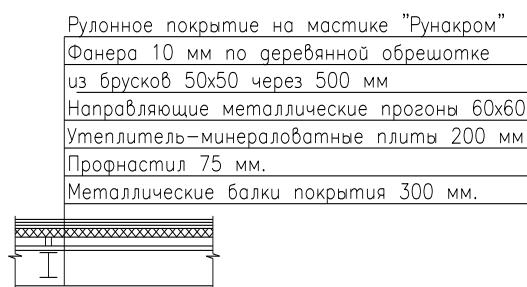 Рулонное покрытие на мастике "Рунакром"
Фанера 10 мм по деревянной обрешотке
из брусков 50х50 через 500 мм
Направляющие металлические прогоны 60х60
Утеплитель-минераловатные плиты 200 мм
Профнастил 75 мм.
Металлические балки покрытия 300 мм.